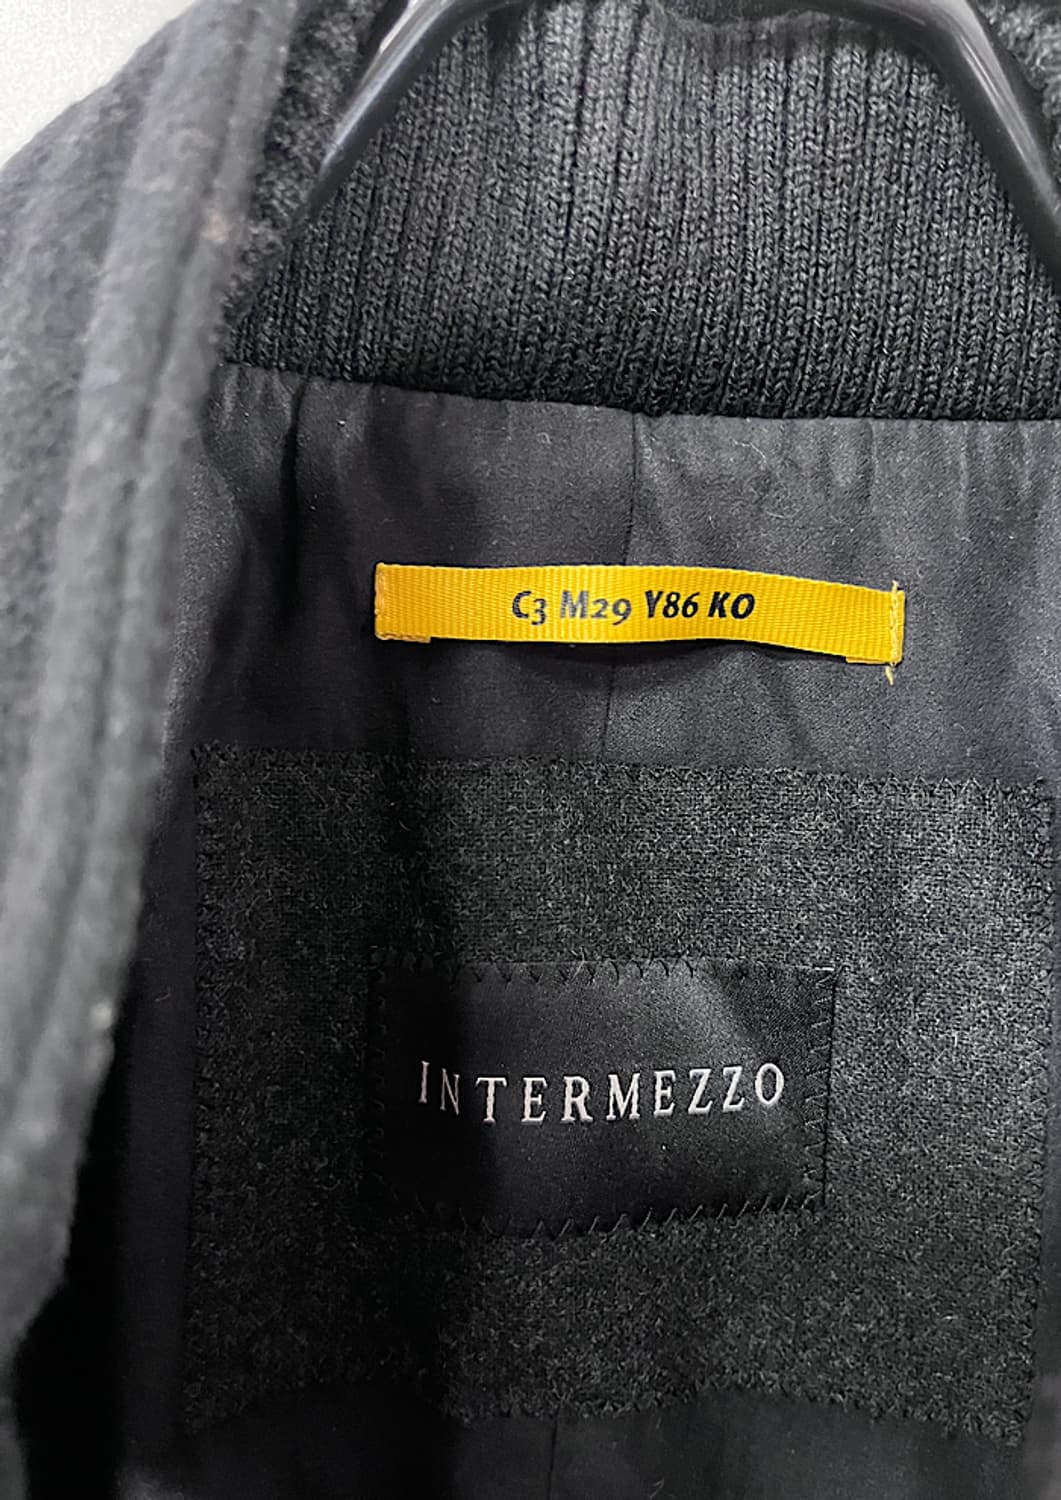 C3 M29 Y86 KO
INTERMEZZO